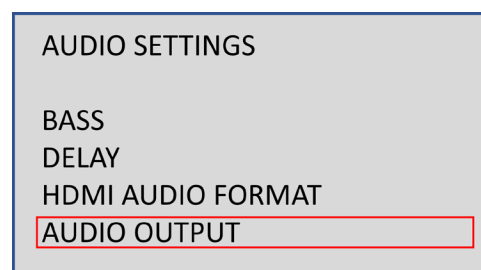 AUDIO SETTINGS
BASS
DELAY
HDMI AUDIO FORMAT
AUDIO OUTPUT